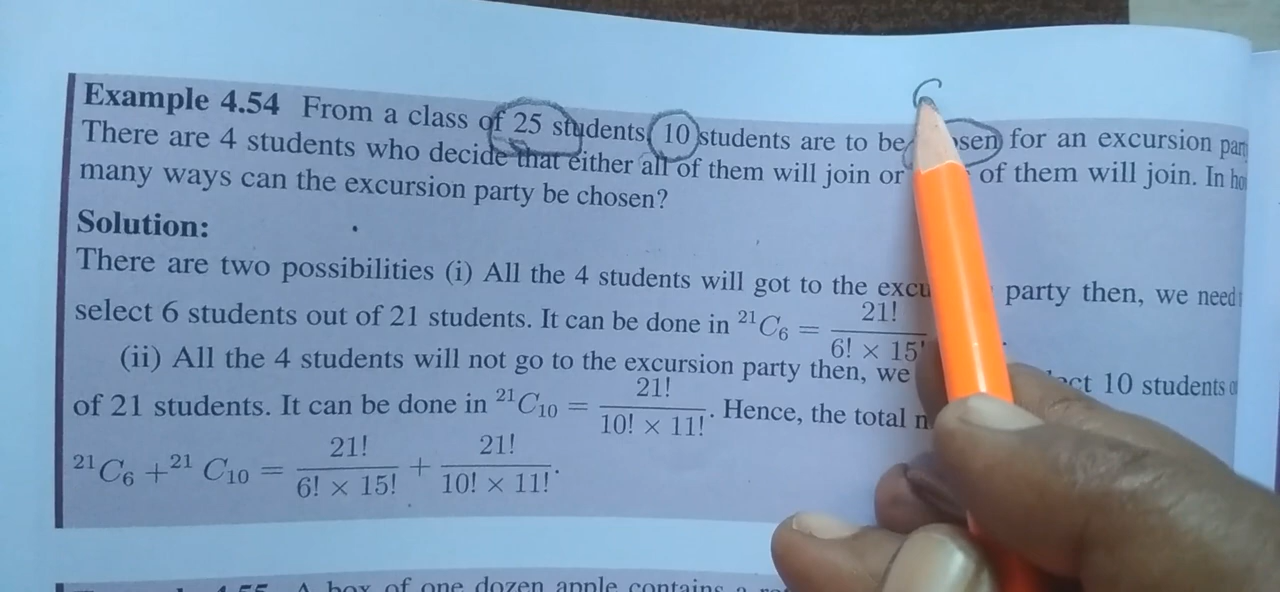 Example 4.54 From a class of 25 students, 10 students are to be for an excursion
There are 4 students who decide that either all of them will join or of them will join. In
many ways can the excursion party be chosen?
Solution:
There are two possibilities (i) All the 4 students will got to the party then, we need
select 6 students out of 21 students. It can be done in ²¹C₆ = 21! / 6! × 15!
(ii) All the 4 students will not go to the excursion party then, we 10 students
of 21 students. It can be done in ²¹C₁₀ = 21! / 10! × 11!. Hence, the total
²¹C₆ +²¹ C₁₀ = 21! / 6! × 15! + 21! / 10! × 11!.
A box of one dozen apple contains a